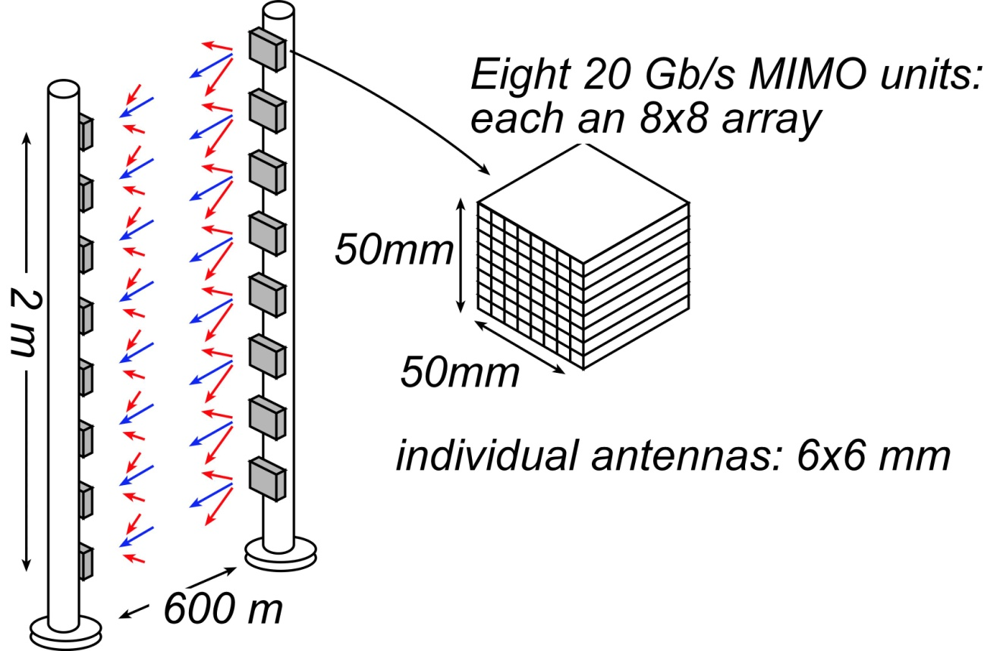 Eight 20 Gb/s MIMO units:
each an 8x8 array
50mm
2 m
50mm
individual antennas: 6x6 mm
600 m